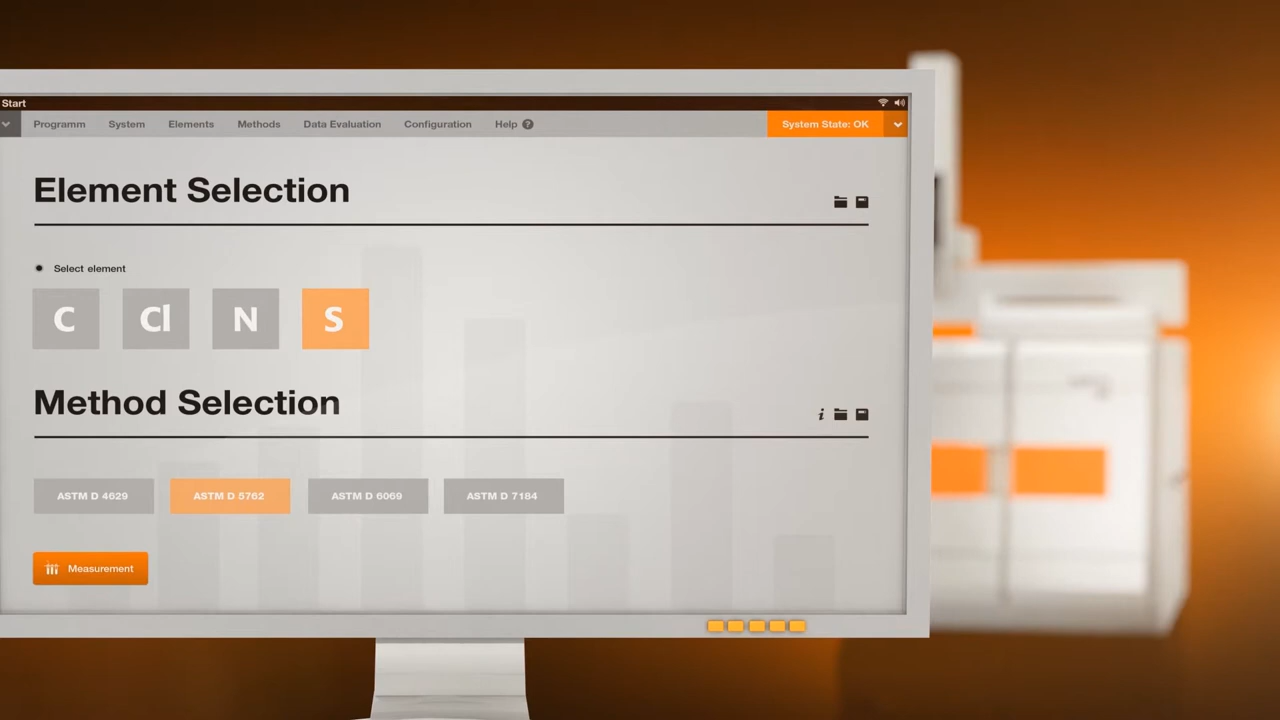 Start
Programm System Elements Methods Data Evaluation Configuration Help ? System State: OK
Element Selection
Select element
C Cl N S
Method Selection
i
ASTM D 4629 ASTM D 5762 ASTM D 6069 ASTM D 7184
Measurement